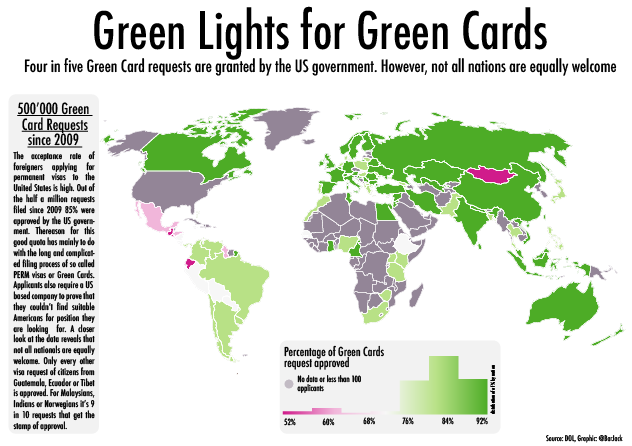 Green Lights for Green Cards
Four in five Green Card requests are granted by the US government. However, not all nations are equally welcome
500'000 Green
Card Requests
since 2009
The acceptance rate of
foreigners applying for
permanent visas to the
United States is high. Out of
the half a million requests
filed since 2009 85% were
approved by the US govern-
ment. Thereason for this
good quota has mainly to do
with the long and complicat-
ed filing process of so called
PERM visas or Green Cards.
Applicants also require a US
based company to prove that
they couldn't find suitable
Americans for position they
are looking for. A closer
look at the data reveals that
not all nationals are equally
welcome. Only every other
visa request of citizens from
Guatemala, Ecuador or Tibet
is approved. For Malaysians,
Indians or Norwegians it's 9
in 10 requests that get the
stamp of approval.
Percentage of Green Cards
request approved
No data or less than 100
applicants
52% 60% 68% 76% 84% 92%
Source: DOL, Graphic: @BacJack